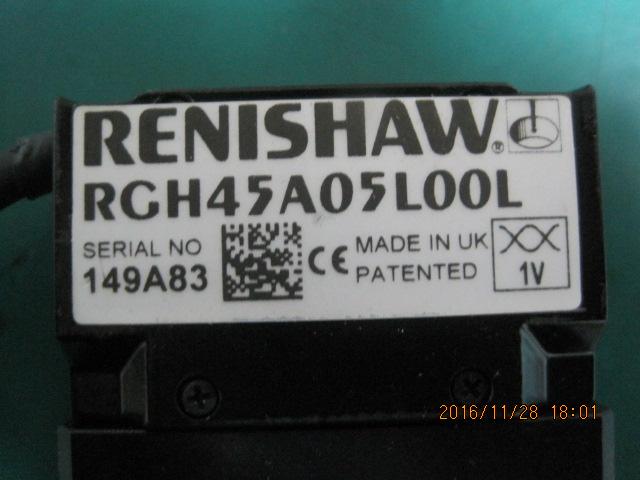 RENISHAW®
RGH45A05L00L
SERIAL NO
149A83
CE
MADE IN UK
PATENTED
1V
2016/11/28 18:01